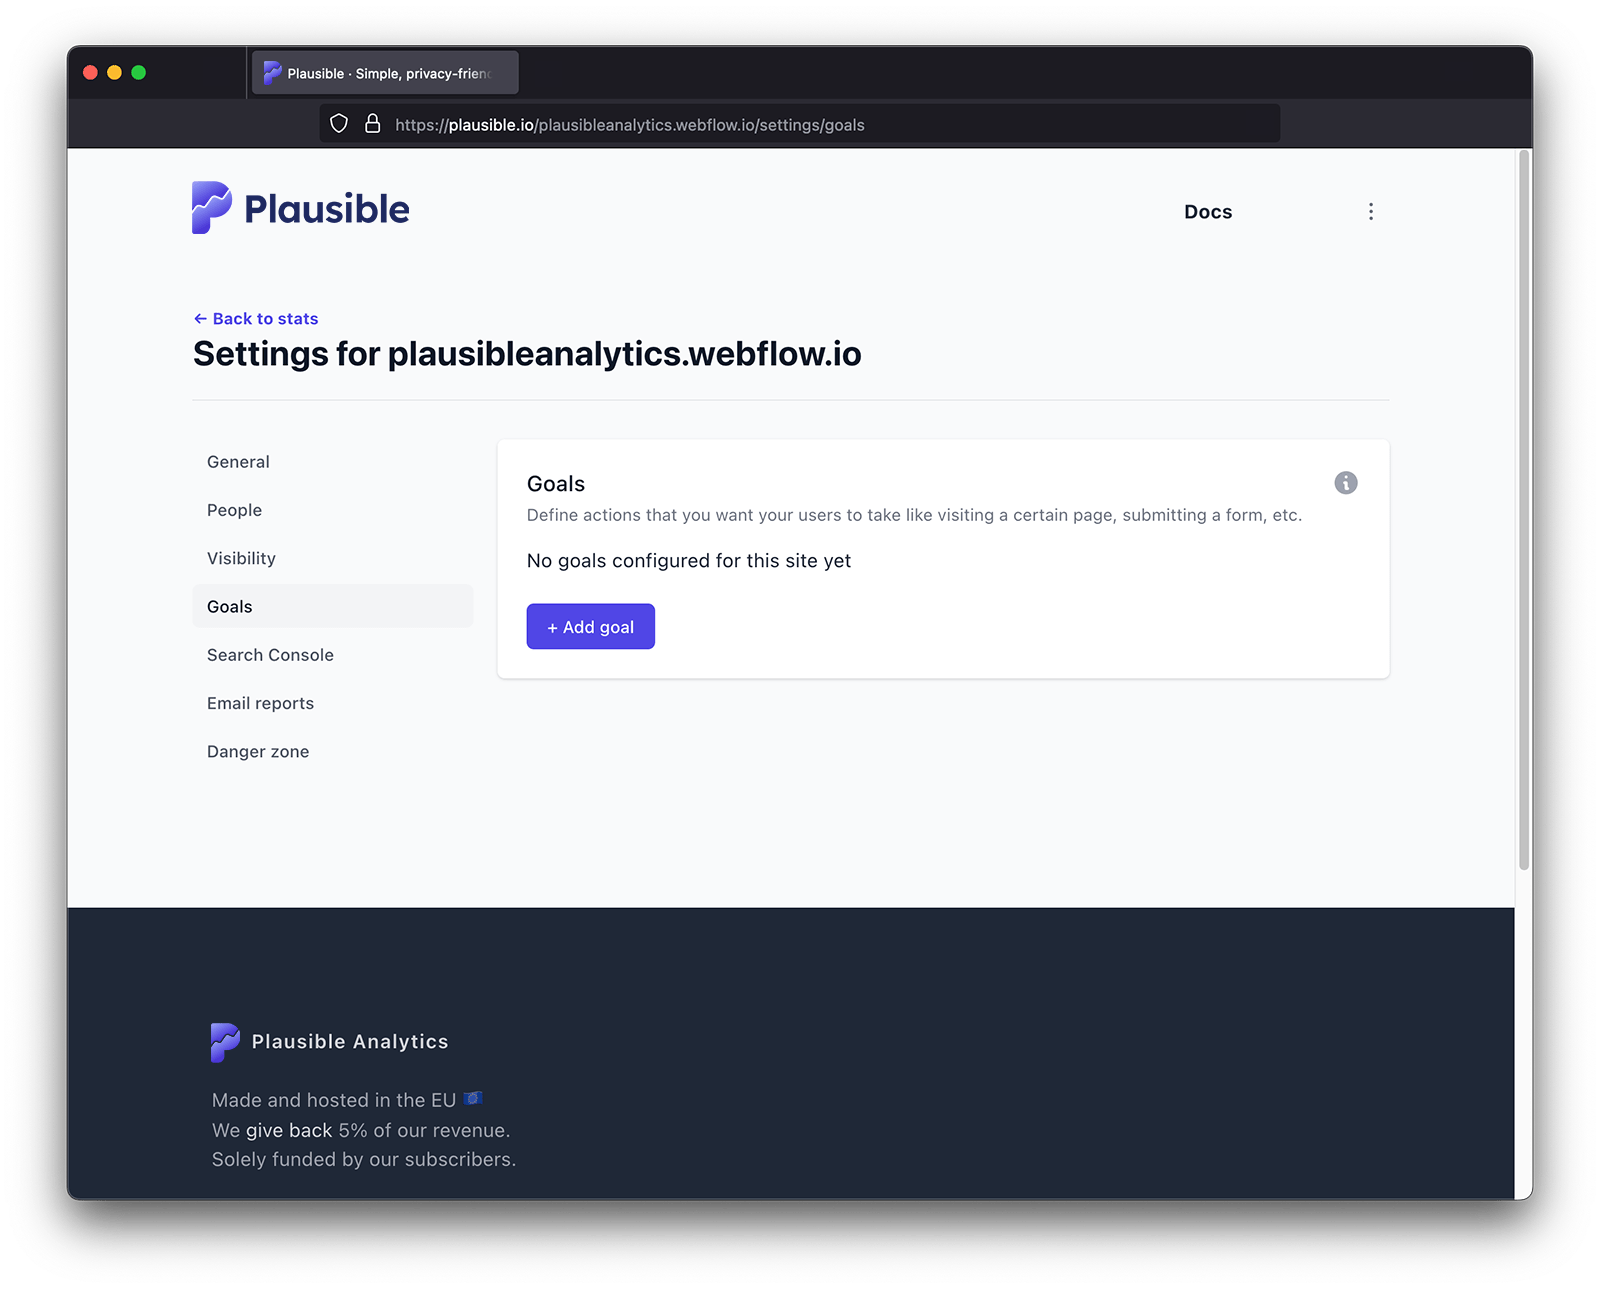 Plausible · Simple, privacy-frien
https://plausible.io/plausibleanalytics.webflow.io/settings/goals
Plausible
Docs
← Back to stats
Settings for plausibleanalytics.webflow.io
General
People
Visibility
Goals
Search Console
Email reports
Danger zone
Goals
Define actions that you want your users to take like visiting a certain page, submitting a form, etc.
No goals configured for this site yet
+ Add goal
Plausible Analytics
Made and hosted in the EU 🇪🇺
We give back 5% of our revenue.
Solely funded by our subscribers.